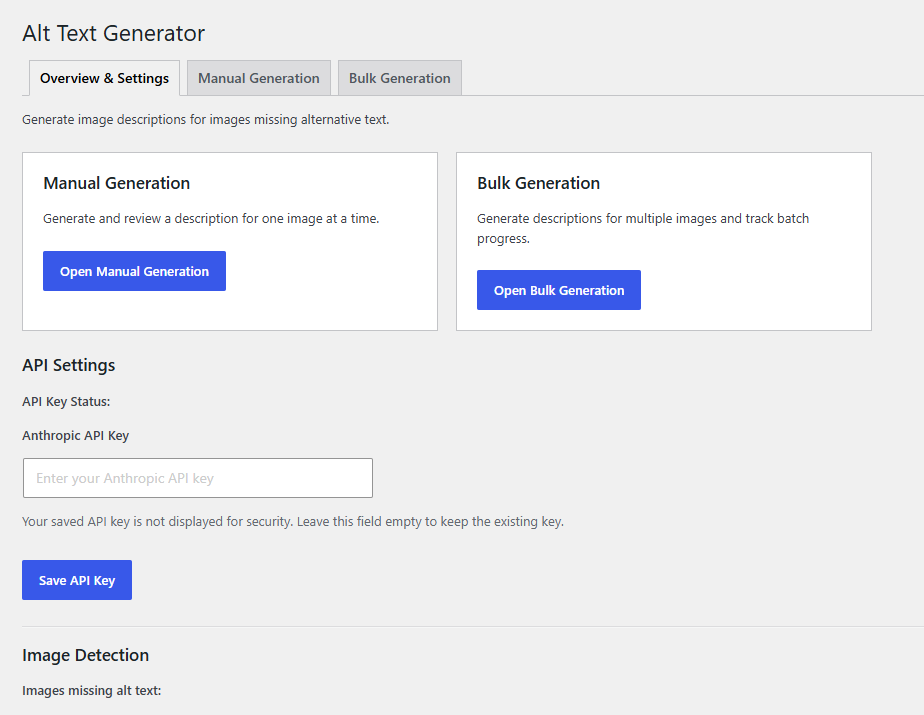 Alt Text Generator
Overview & Settings
Manual Generation
Bulk Generation
Generate image descriptions for images missing alternative text.
Manual Generation
Generate and review a description for one image at a time.
Open Manual Generation
Bulk Generation
Generate descriptions for multiple images and track batch
progress.
Open Bulk Generation
API Settings
API Key Status:
Anthropic API Key
Enter your Anthropic API key
Your saved API key is not displayed for security. Leave this field empty to keep the existing key.
Save API Key
Image Detection
Images missing alt text: